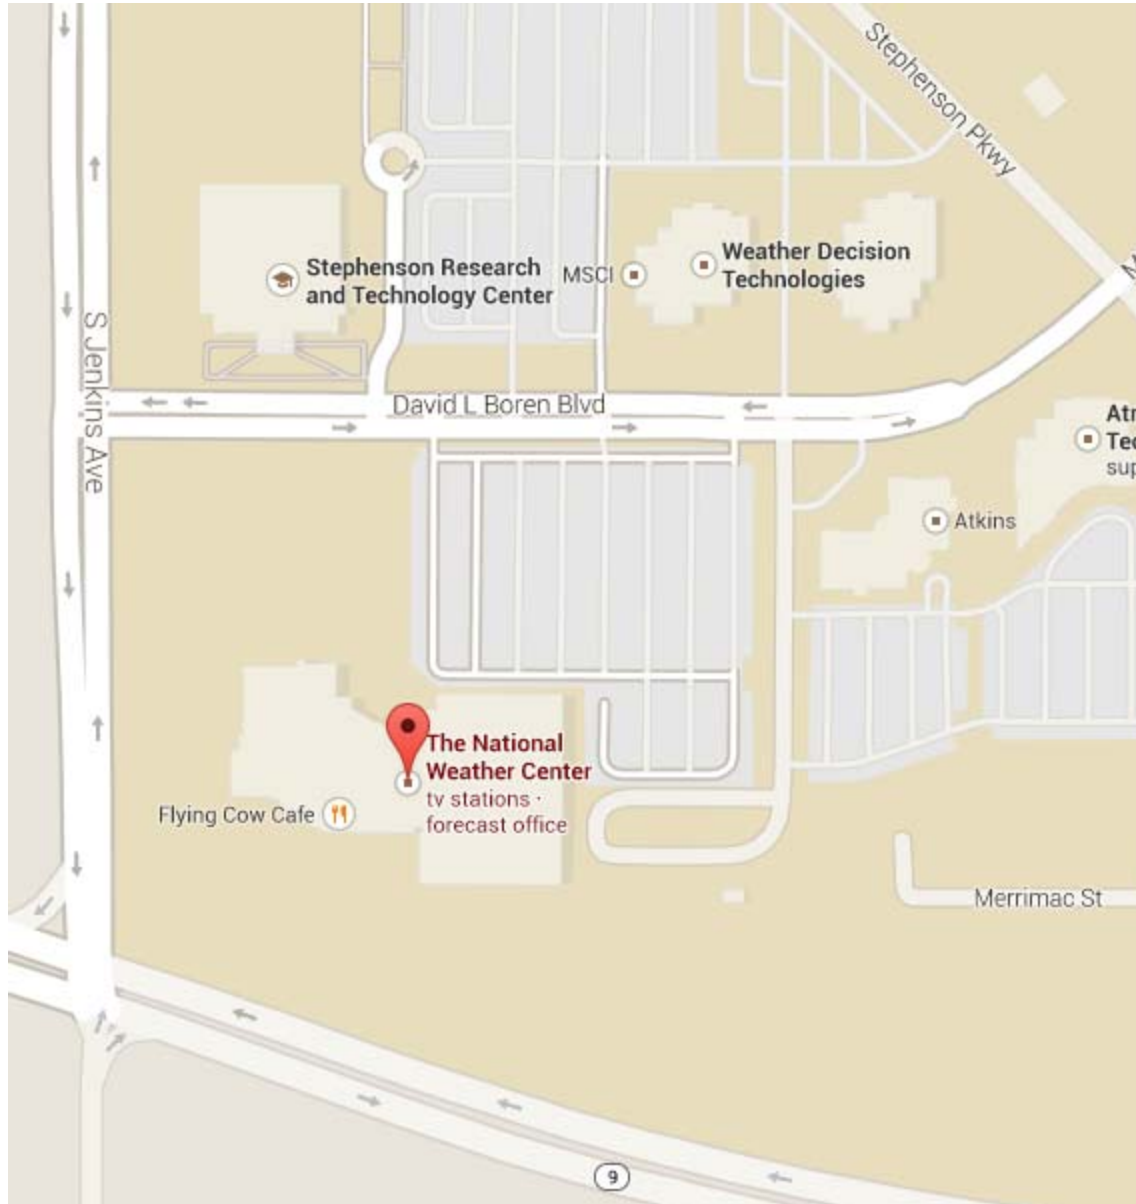 Stephenson Pkwy
Weather Decision
Technologies
MSCI
Stephenson Research
and Technology Center
S Jenkins Ave
David L Boren Blvd
Atkins
The National
Weather Center
tv stations ·
forecast office
Flying Cow Cafe
Merrimac St
9